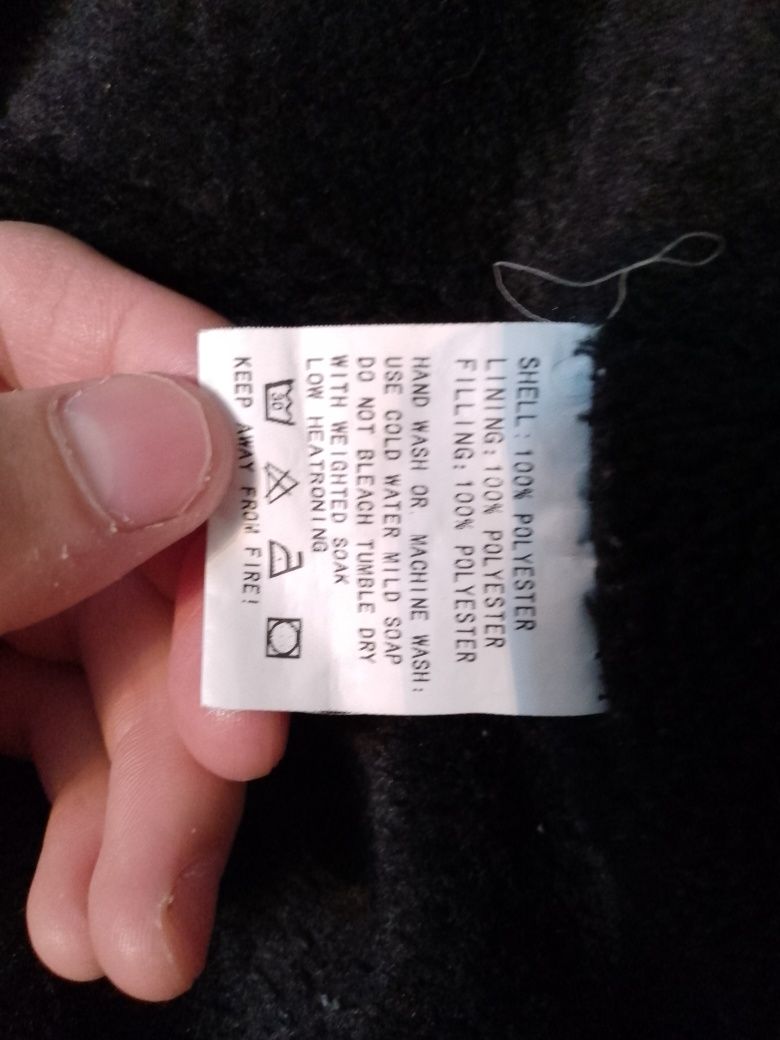 SHELL: 100% POLYESTER
LINING: 100% POLYESTER
FILLING: 100% POLYESTER
HAND WASH OR MACHINE WASH:
USE COLD WATER MILD SOAP
DO NOT BLEACH TUMBLE DRY
WITH WEIGHTED SOAK
LOW HEATRONING
30
KEEP AWAY FROM FIRE!